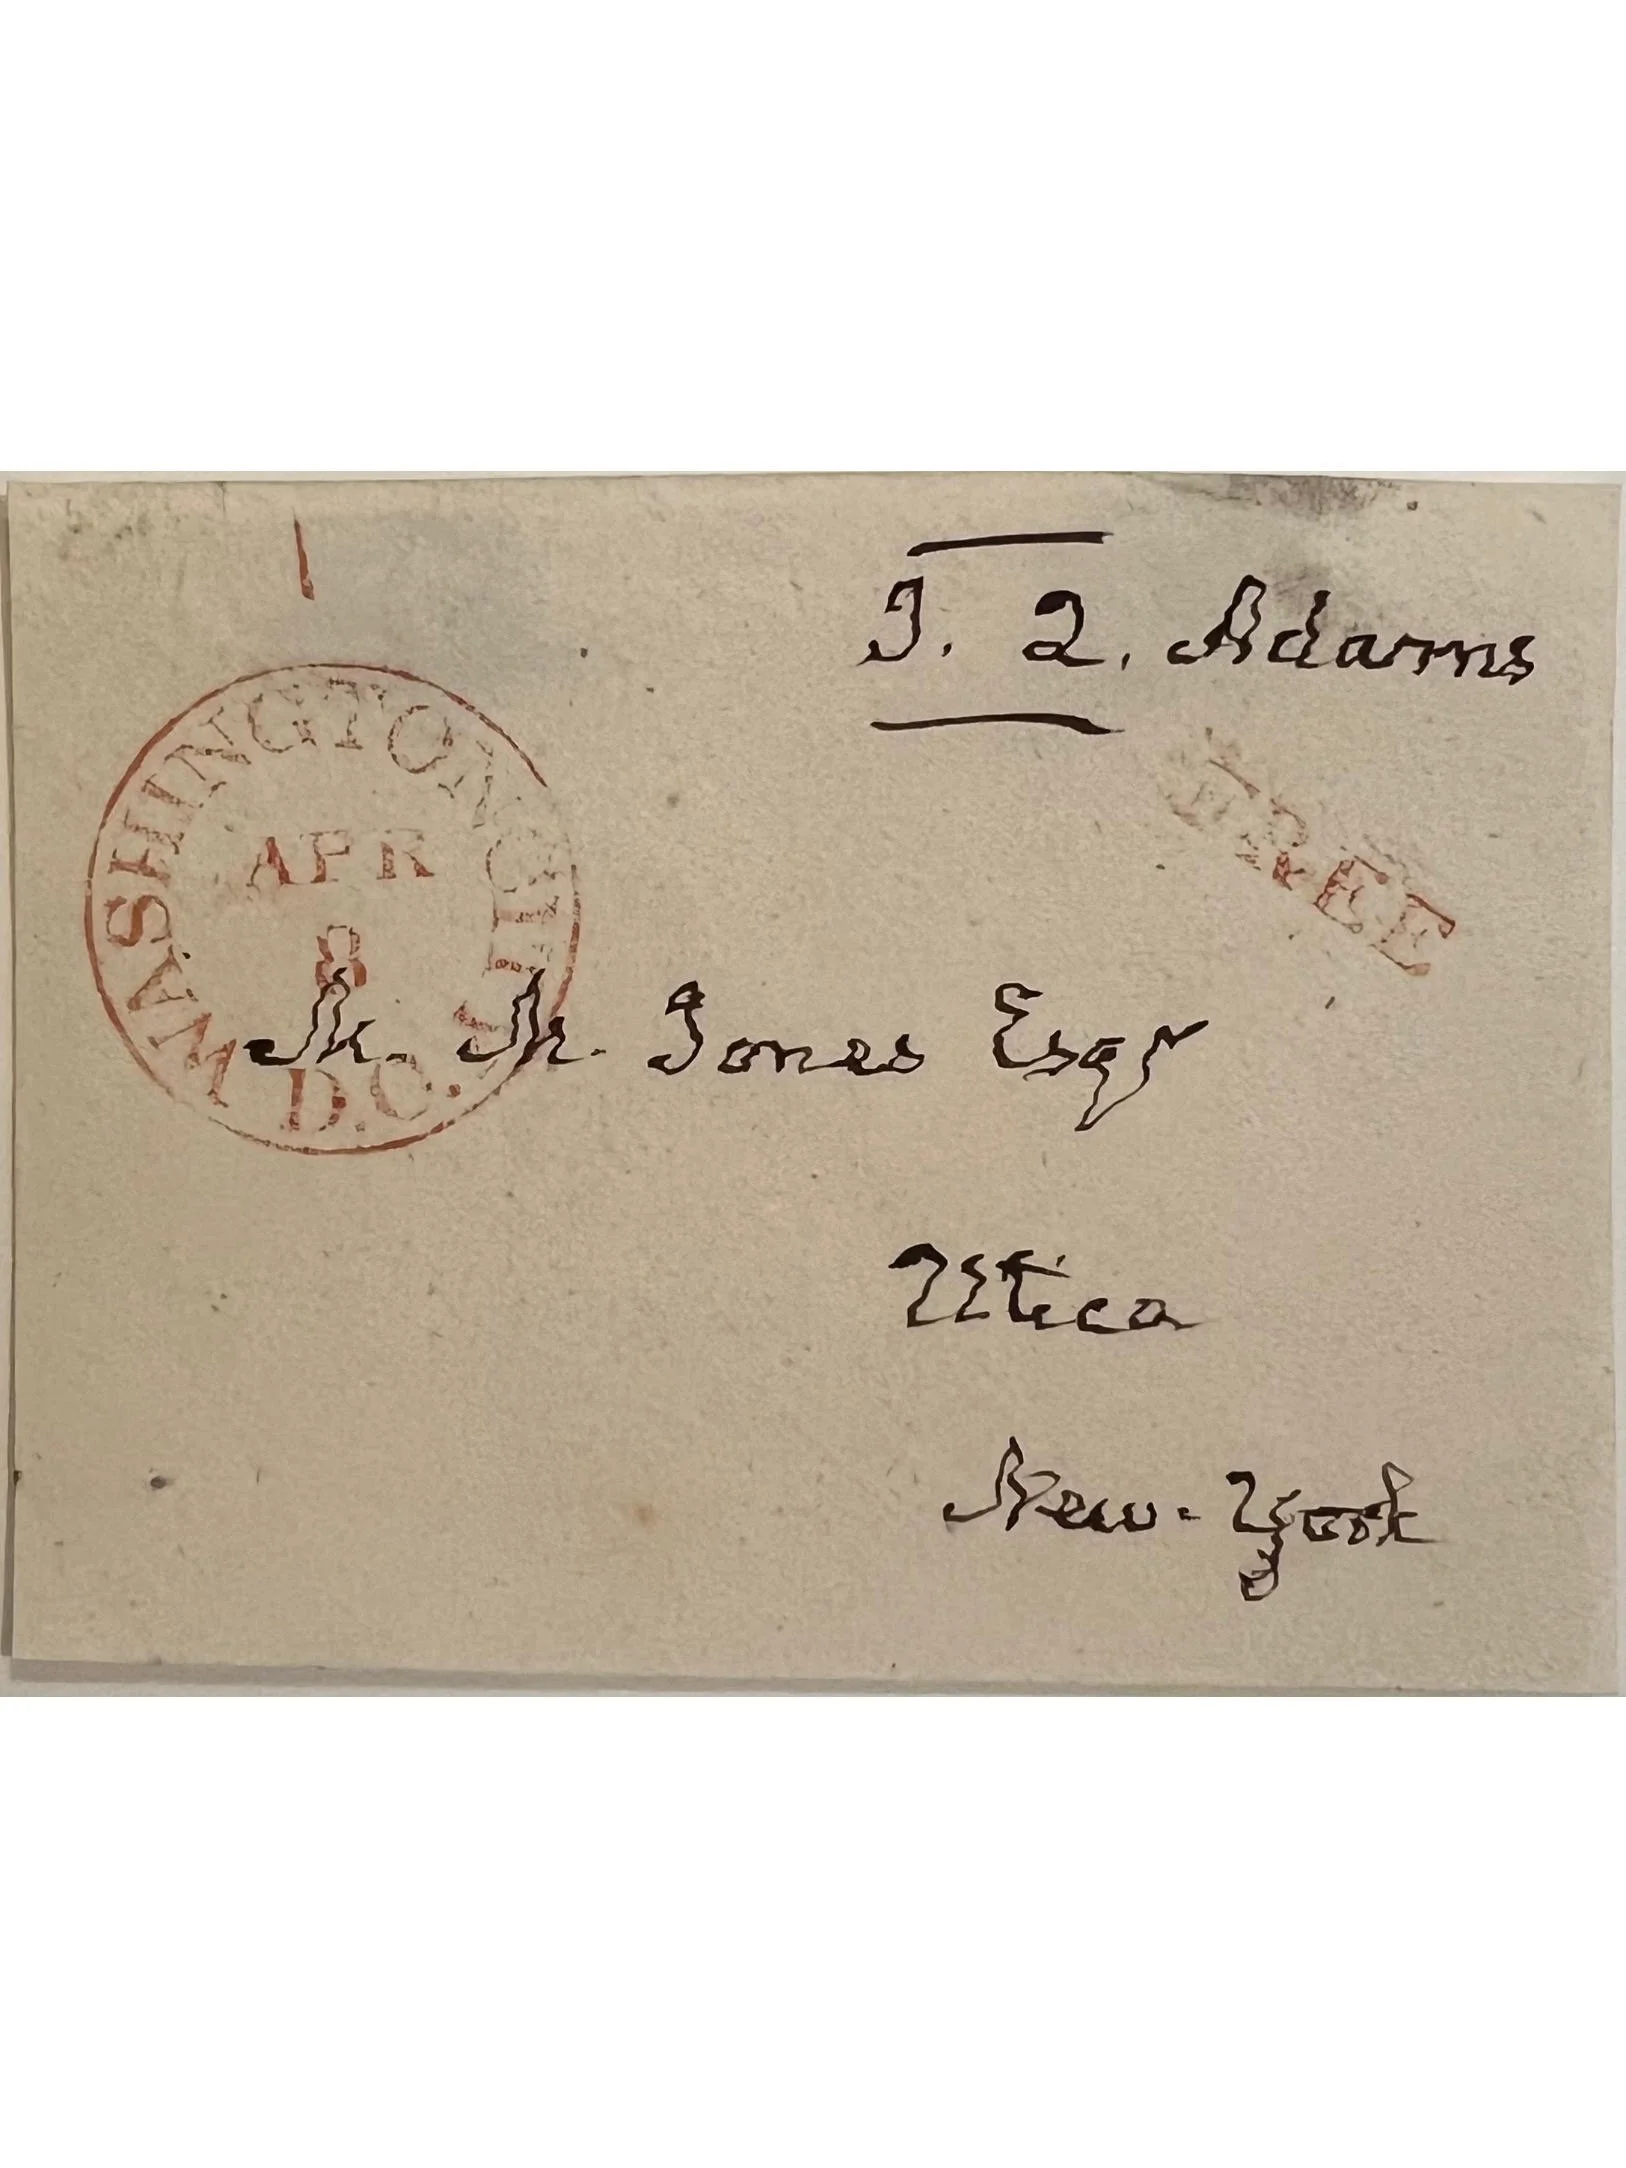 J. Q. Adams
FREE
WASHINGTON CITY
APR
8
D.C.
Jones Esqr
Utica
New-York